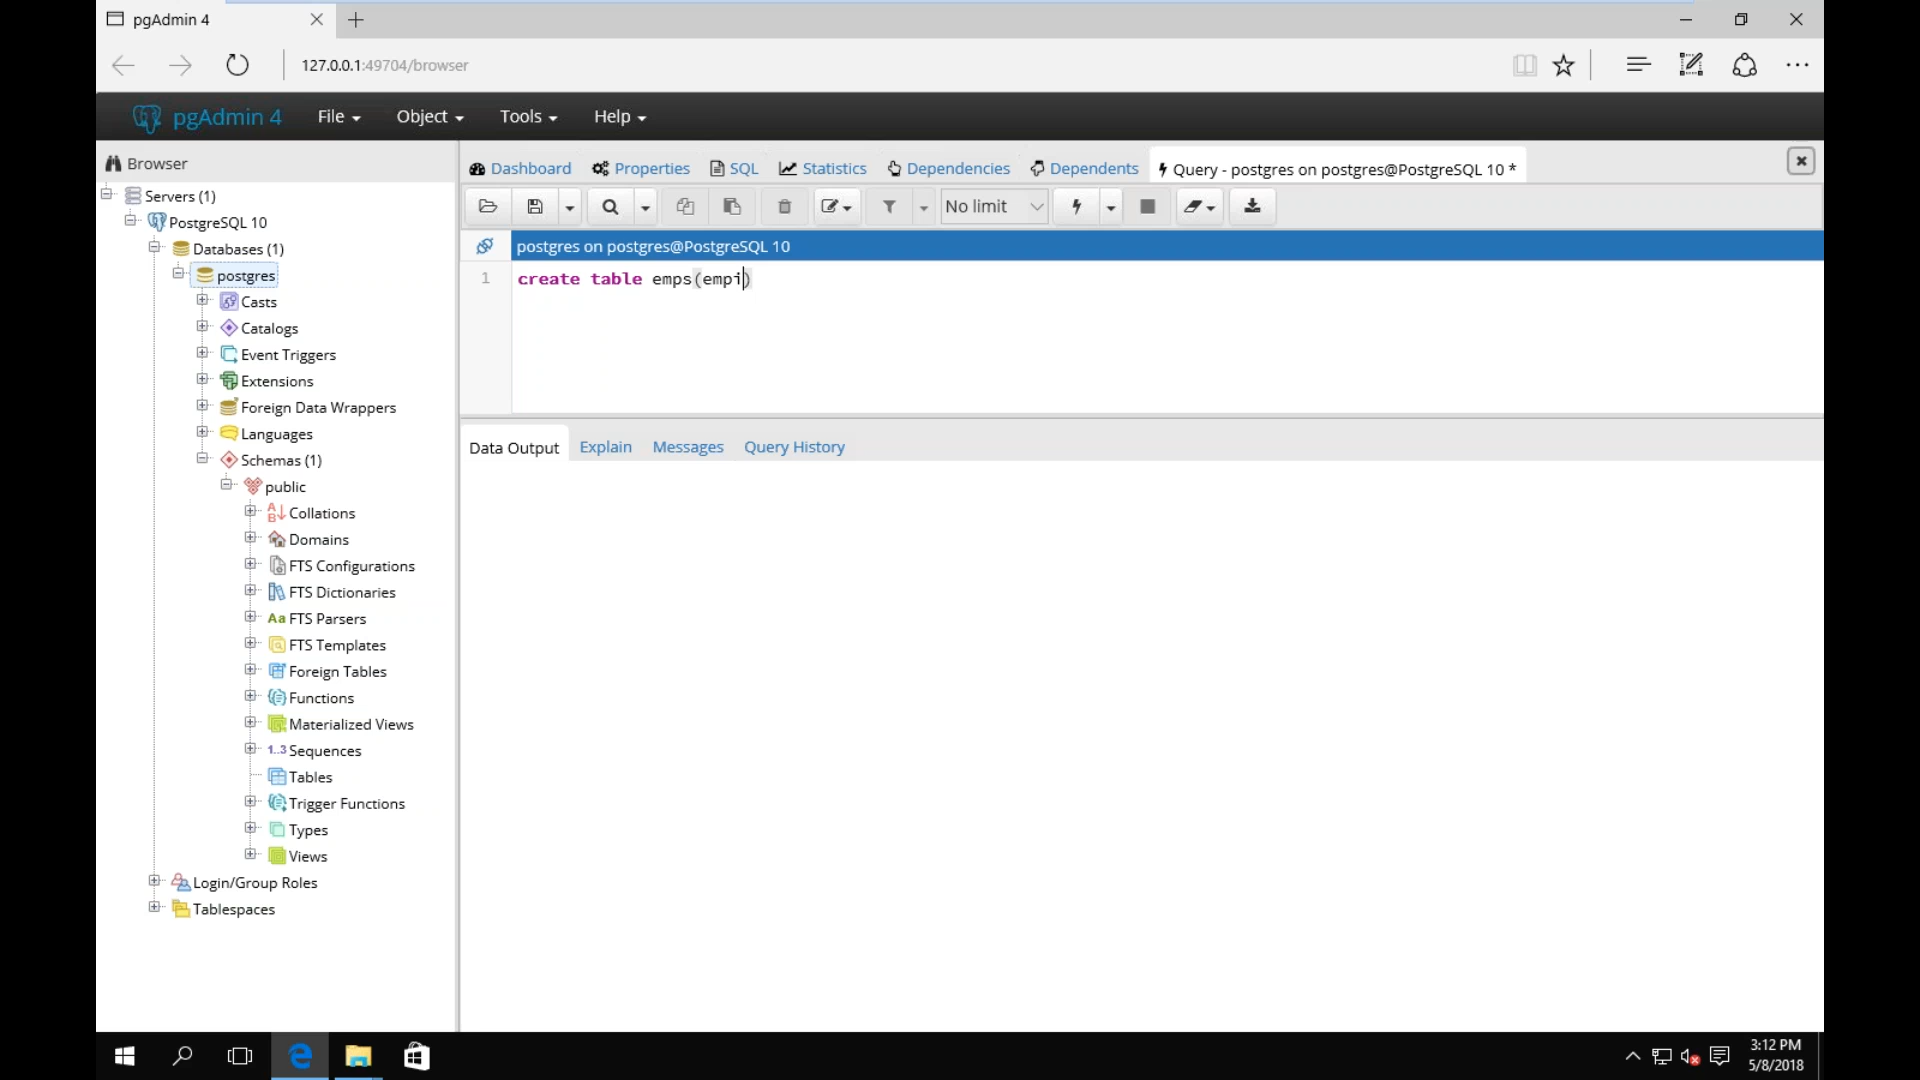 pgAdmin 4
127.0.0.1:49704/browser
pgAdmin 4 File Object Tools Help
Browser
Dashboard Properties SQL Statistics Dependencies Dependents Query - postgres on postgres@PostgreSQL 10 *
No limit
postgres on postgres@PostgreSQL 10
1 create table emps(empi)
Data Output Explain Messages Query History
Servers (1)
PostgreSQL 10
Databases (1)
postgres
Casts
Catalogs
Event Triggers
Extensions
Foreign Data Wrappers
Languages
Schemas (1)
public
Collations
Domains
FTS Configurations
FTS Dictionaries
Aa FTS Parsers
FTS Templates
Foreign Tables
Functions
Materialized Views
1..3 Sequences
Tables
Trigger Functions
Types
Views
Login/Group Roles
Tablespaces
3:12 PM
5/8/2018